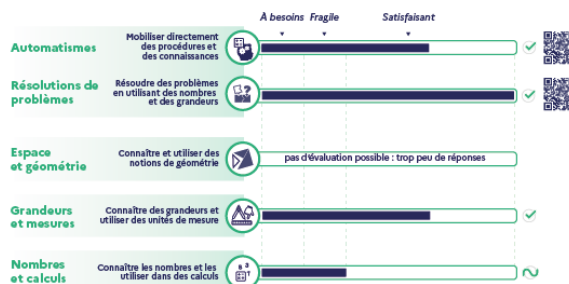 À besoins Fragile Satisfaisant
Automatismes
Mobiliser directement
des procédures et
des connaissances
Résolutions de
problèmes
Résoudre des problèmes
en utilisant des nombres
et des grandeurs
Espace
et géométrie
Connaître et utiliser des
notions de géométrie
pas d'évaluation possible : trop peu de réponses
Grandeurs
et mesures
Connaître des grandeurs et
utiliser des unités de mesure
Nombres
et calculs
Connaître les nombres et les
utiliser dans des calculs